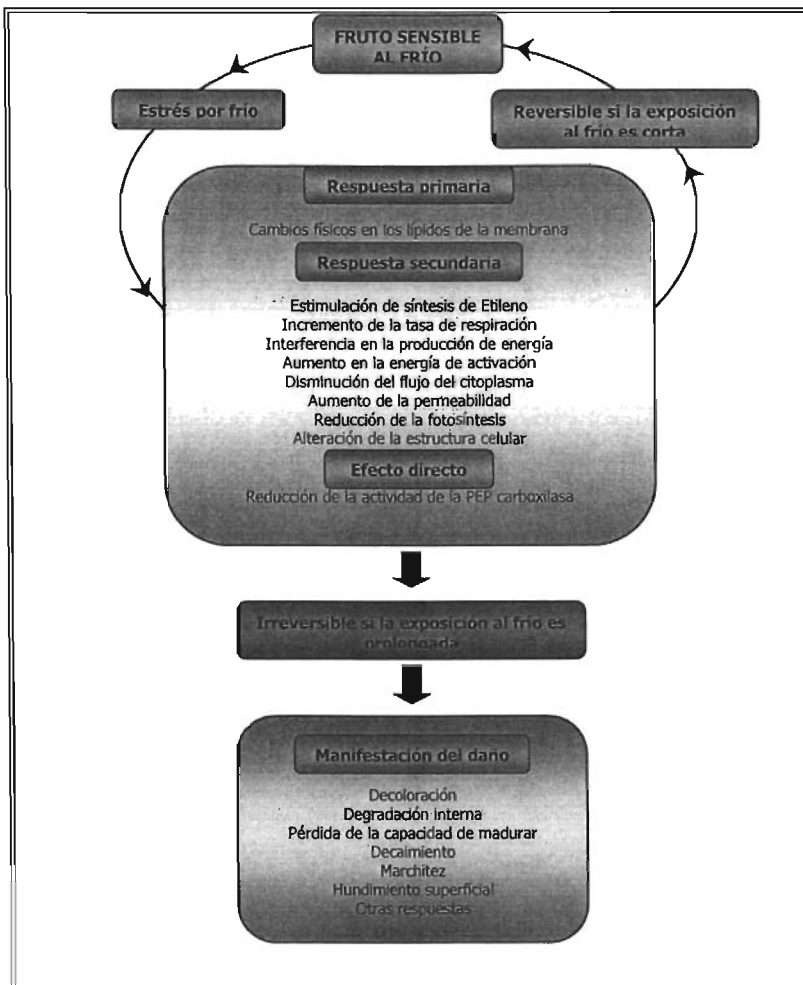 FRUTO SENSIBLE
AL FRÍO
Estrés por frío
Reversible si la exposición
al frío es corta
Respuesta primaria
Cambios físicos en los lípidos de la membrana
Respuesta secundaria
Estimulación de síntesis de Etileno
Incremento de la tasa de respiración
Interferencia en la producción de energía
Aumento en la energía de activación
Disminución del flujo del citoplasma
Aumento de la permeabilidad
Reducción de la fotosíntesis
Alteración de la estructura celular
Efecto directo
Reducción de la actividad de la PEP carboxilasa
Irreversible si la exposición al frío es
prolongada
Manifestación del daño
Decoloración
Degradación interna
Pérdida de la capacidad de madurar
Decaimiento
Marchitez
Hundimiento superficial
Otras respuestas